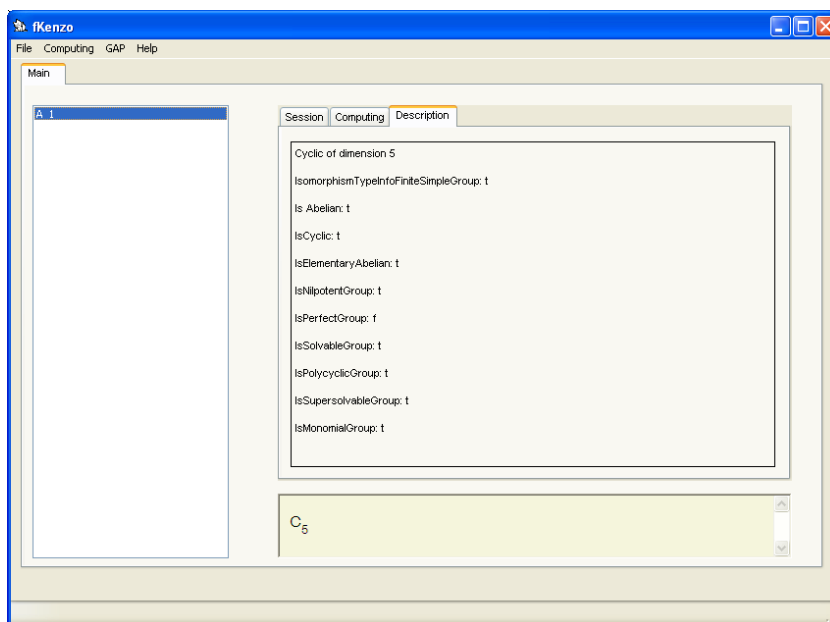 fKenzo
File Computing GAP Help
Main
A 1
Session Computing Description
Cyclic of dimension 5
IsomorphismTypeInfoFiniteSimpleGroup: t
Is Abelian: t
IsCyclic: t
IsElementaryAbelian: t
IsNilpotentGroup: t
IsPerfectGroup: f
IsSolvableGroup: t
IsPolycyclicGroup: t
IsSupersolvableGroup: t
IsMonomialGroup: t
C5